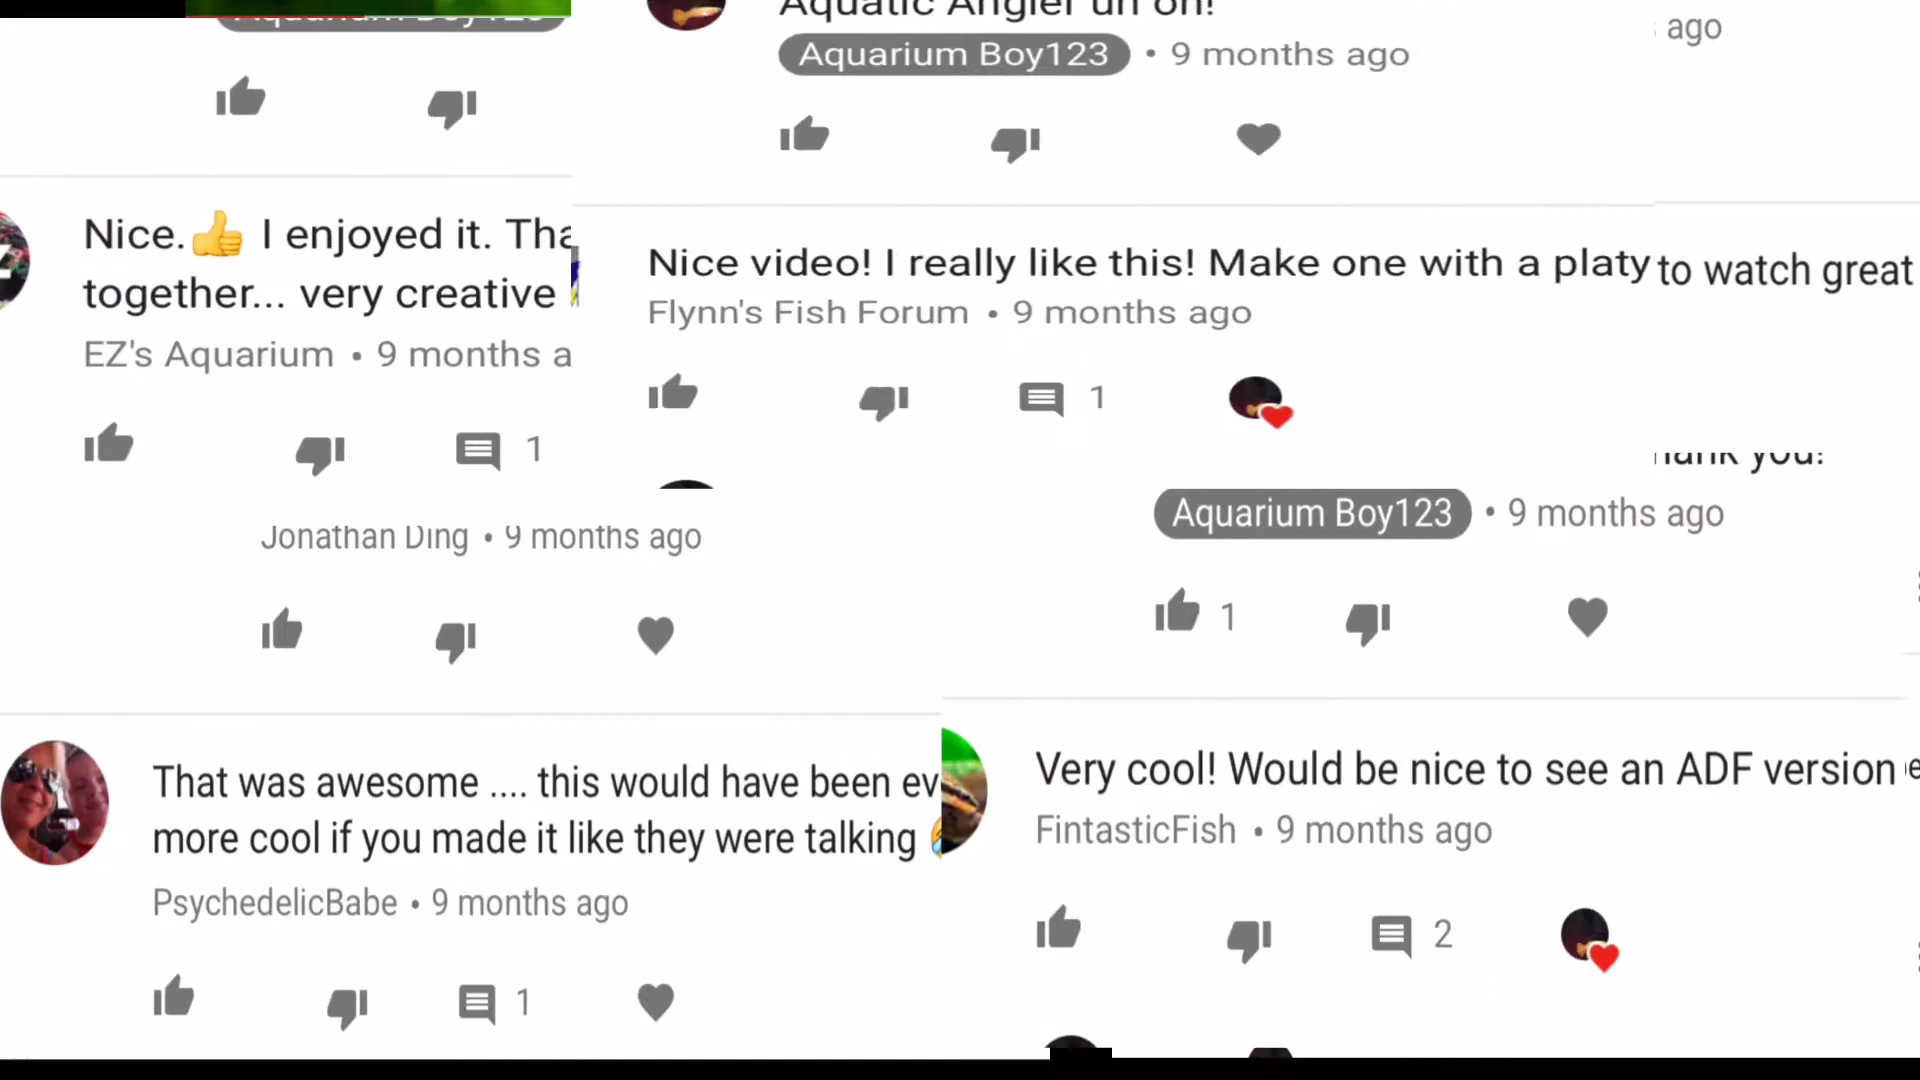 Aquarium Boy123
Aquatic Angler uh oh!
Aquarium Boy123 • 9 months ago
ago
Nice.👍 I enjoyed it. Tha
together... very creative
EZ's Aquarium • 9 months a
1
Nice video! I really like this! Make one with a platy
Flynn's Fish Forum • 9 months ago
1
to watch great
hank you!
Jonathan Ding • 9 months ago
Aquarium Boy123 • 9 months ago
1
That was awesome .... this would have been ev
more cool if you made it like they were talking
PsychedelicBabe • 9 months ago
1
Very cool! Would be nice to see an ADF version
FintasticFish • 9 months ago
2